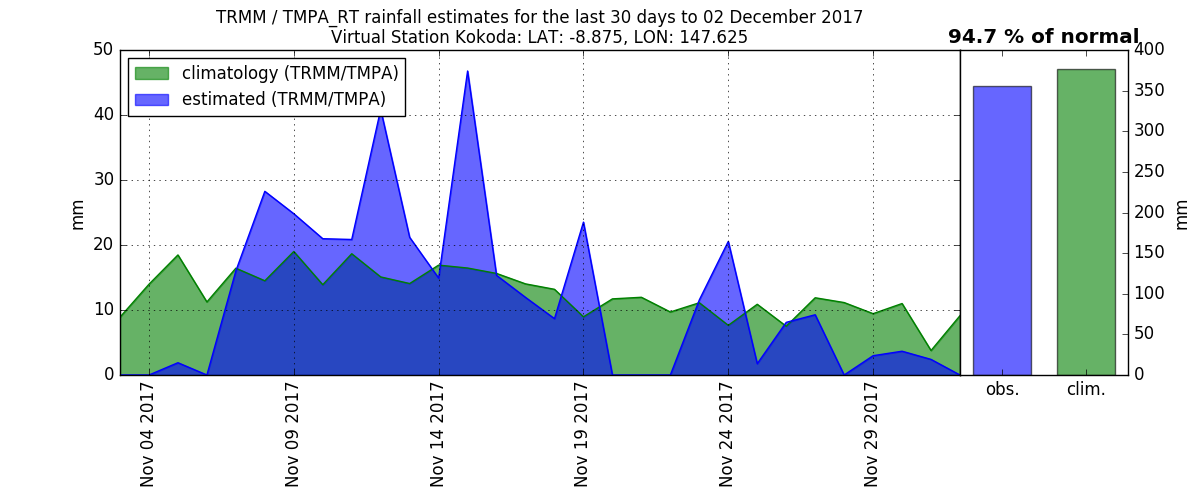 TRMM / TMPA_RT rainfall estimates for the last 30 days to 02 December 2017
Virtual Station Kokoda: LAT: -8.875, LON: 147.625
94.7 % of normal
climatology (TRMM/TMPA)
estimated (TRMM/TMPA)
50
40
30
20
10
0
mm
Nov 04 2017
Nov 09 2017
Nov 14 2017
Nov 19 2017
Nov 24 2017
Nov 29 2017
400
350
300
250
200
150
100
50
0
mm
obs.
clim.